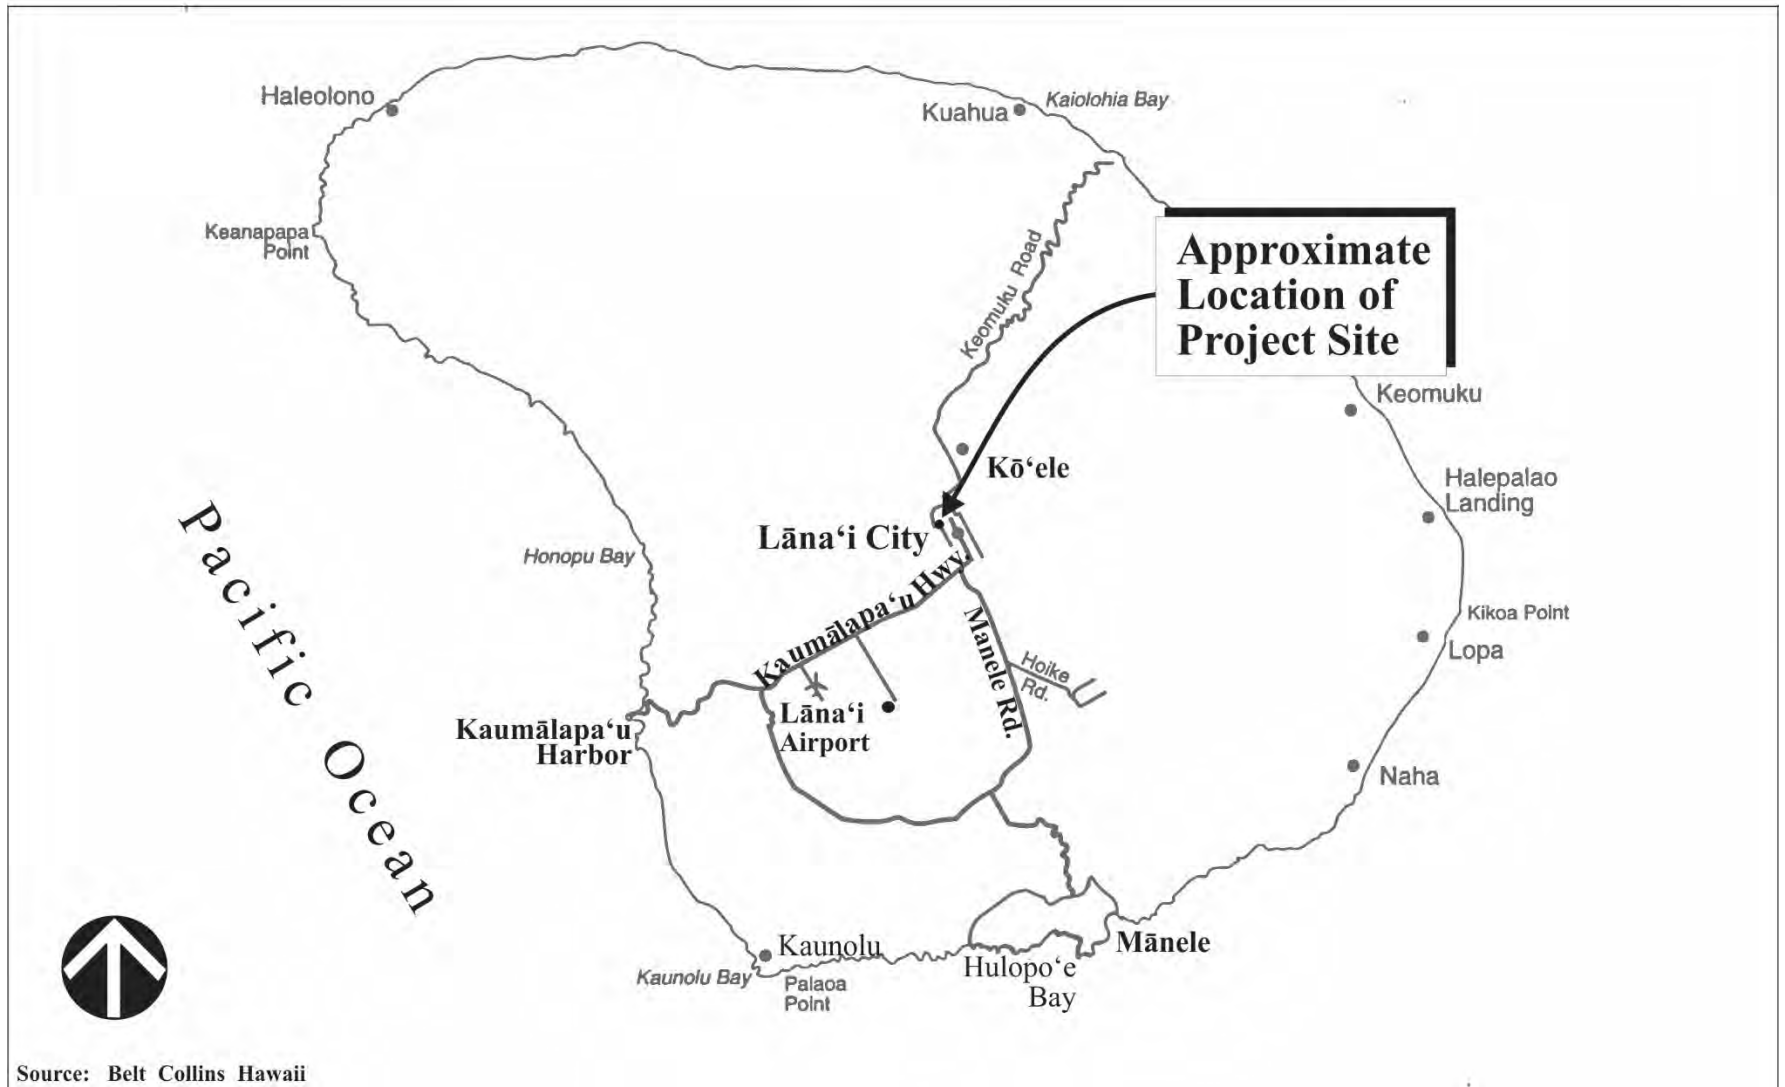 Haleolono
Kuahua
Kaiolohia Bay
Keanapapa
Point
Keomuku Road
Approximate
Location of
Project Site
Keomuku
Kō‘ele
Halepalao
Landing
Lāna‘i City
Honopu Bay
Pacific Ocean
Kaumālapa‘u Hwy.
Manele Rd.
Hoike
Rd.
Kikoa Point
Lopa
Kaumālapa‘u
Harbor
Lāna‘i
Airport
Naha
Kaunolu
Mānele
Kaunolu Bay
Palaoa
Point
Hulopo‘e
Bay
Source: Belt Collins Hawaii